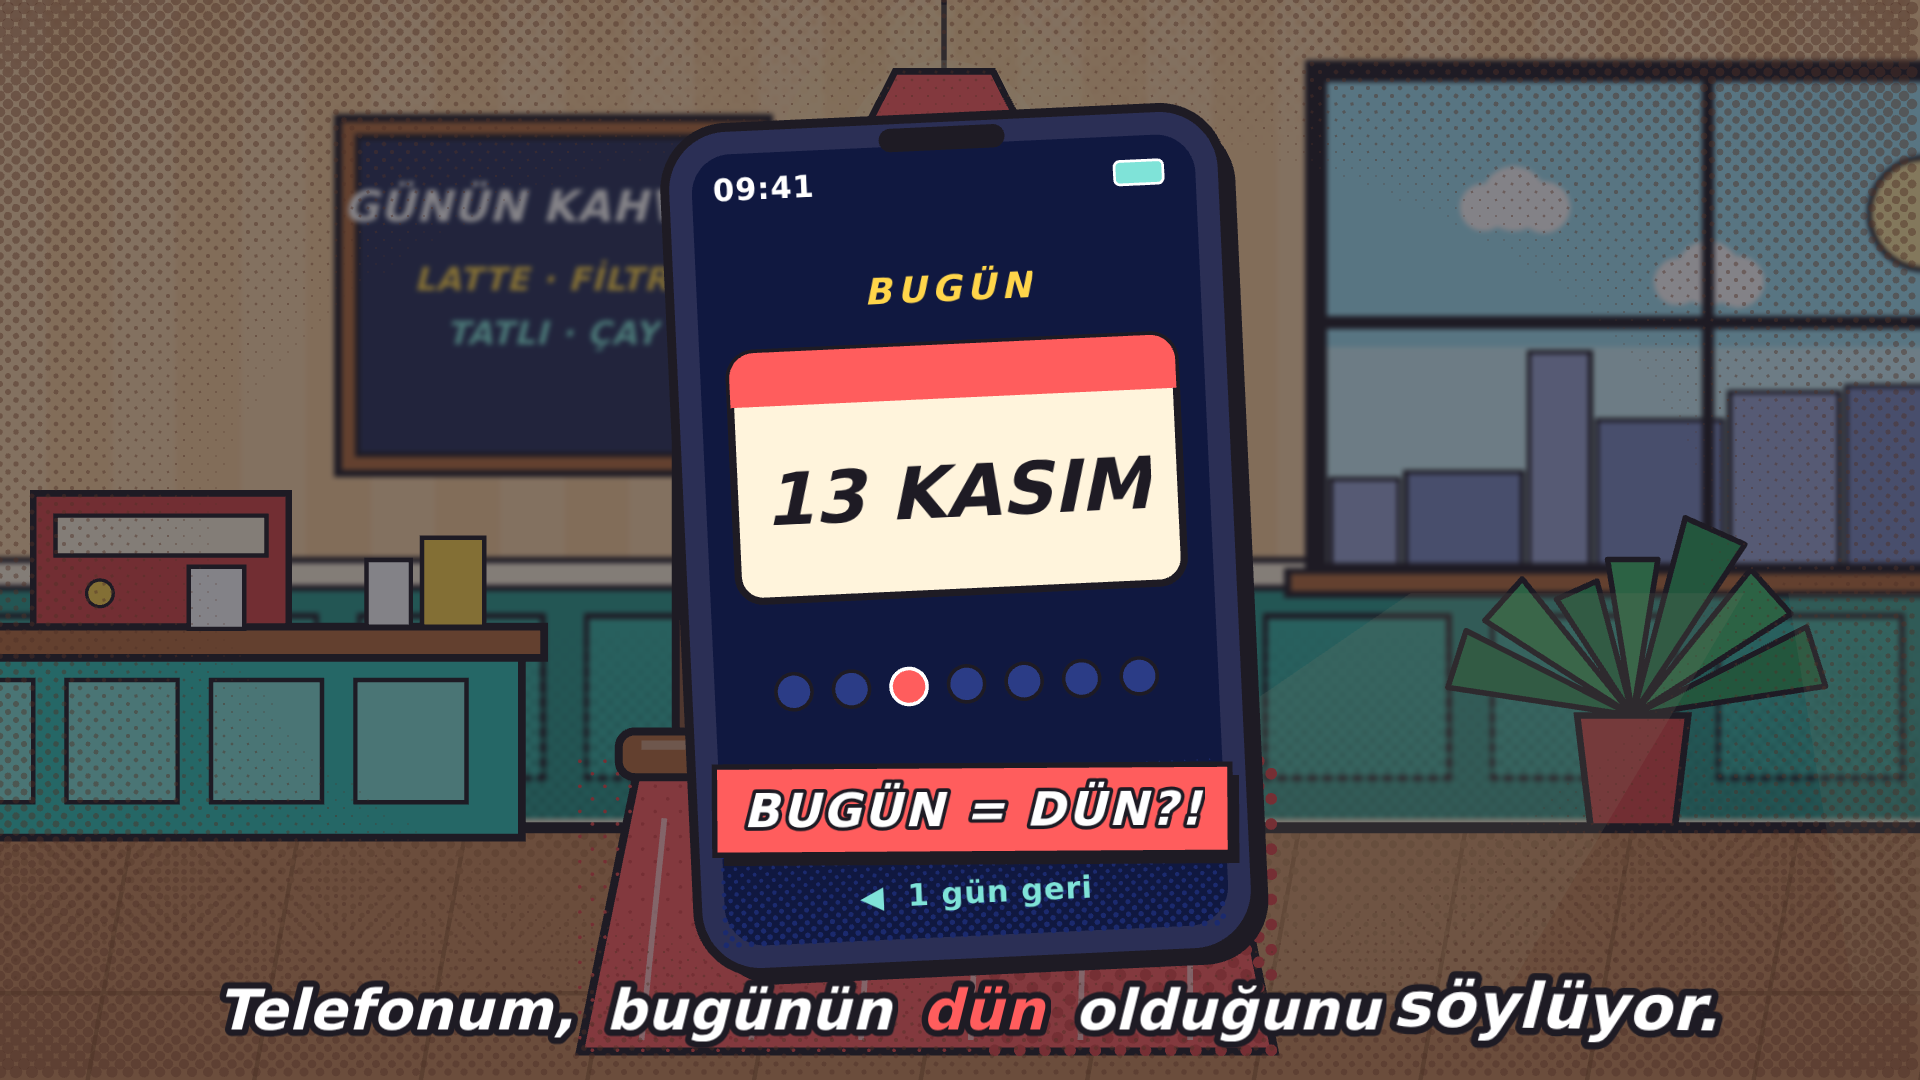 GÜNÜN
LATTE · FİLTR
TATLI · ÇAY
09:41
BUGÜN
13 KASIM
BUGÜN = DÜN?!
◀ 1 gün geri
Telefonum, bugünün dün olduğunu söylüyor.